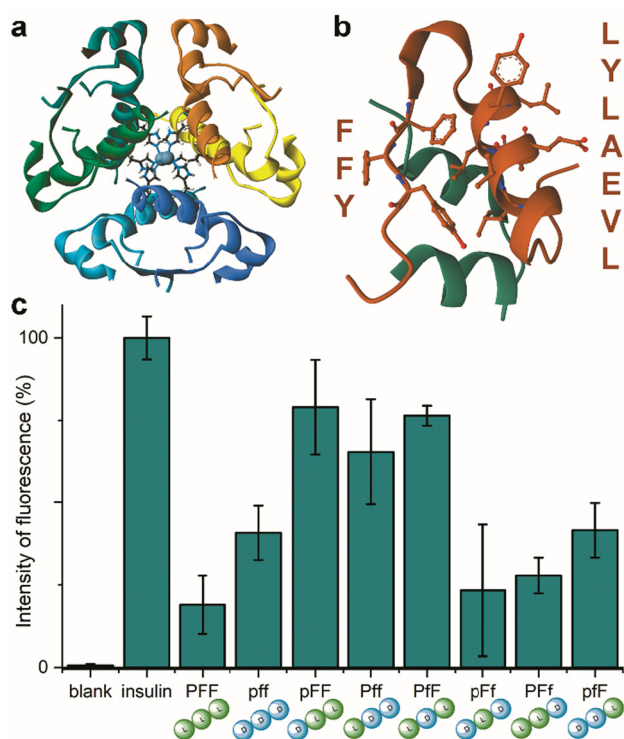 a
b
F
F
Y
L
Y
L
A
E
V
L
c
Intensity of fluorescence (%)
100
0
blank insulin PFF pff pFF Pff PfF pFf PFf pfF
L L L D D D D L L L D D L D L D L D L L D D D L